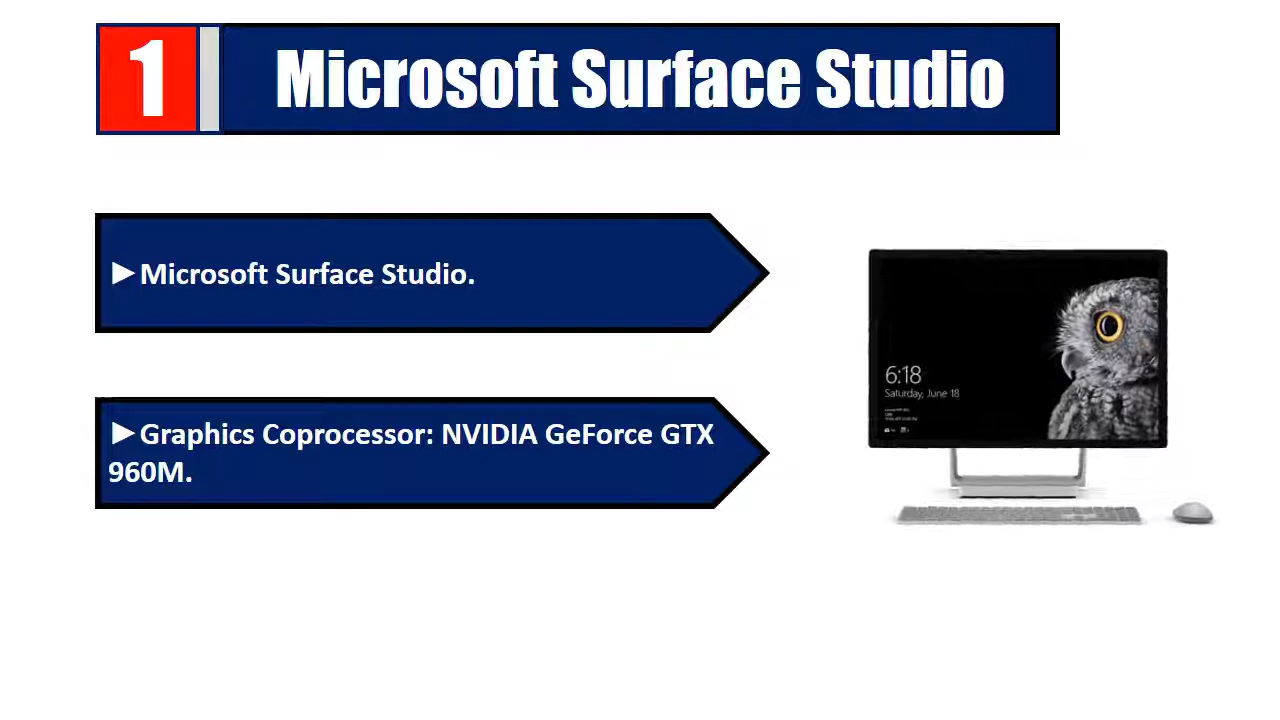 1
Microsoft Surface Studio
►Microsoft Surface Studio.
►Graphics Coprocessor: NVIDIA GeForce GTX
960M.
6:18
Saturday, June 18